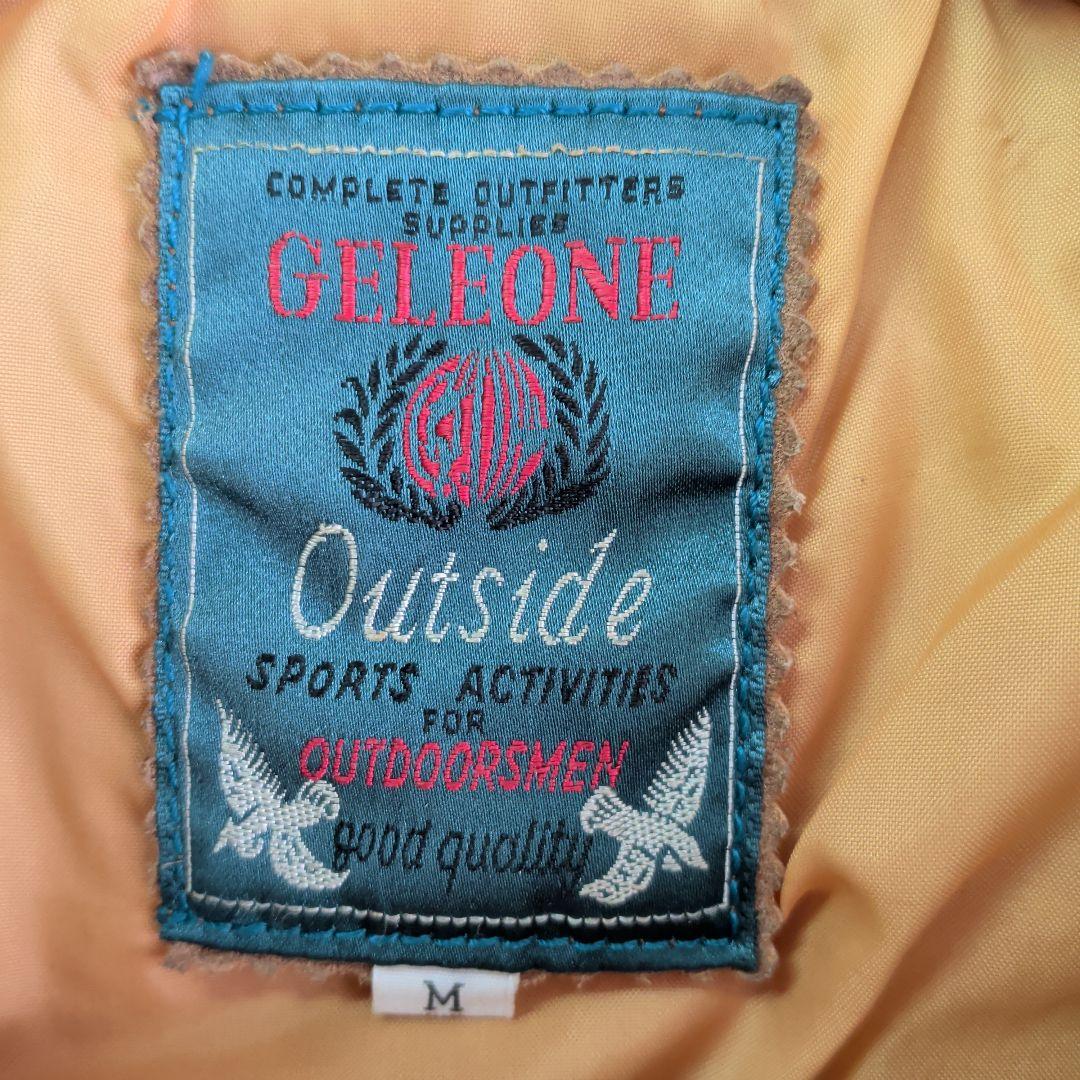 COMPLETE OUTFITTERS
SUPPLIES
GELEONE
Outside
SPORTS ACTIVITIES
FOR
OUTDOORSMEN
good quality
M